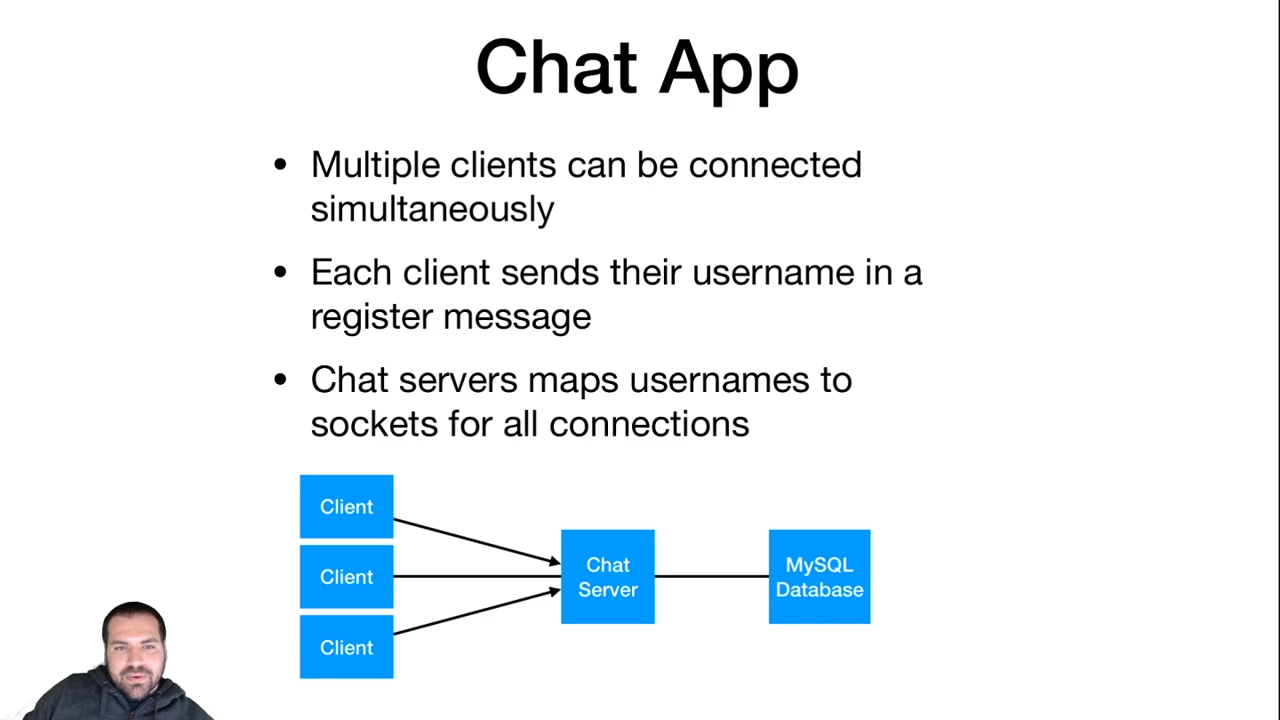 Chat App
• Multiple clients can be connected
simultaneously
• Each client sends their username in a
register message
• Chat servers maps usernames to
sockets for all connections
Client
Client
Client
Chat
Server
MySQL
Database